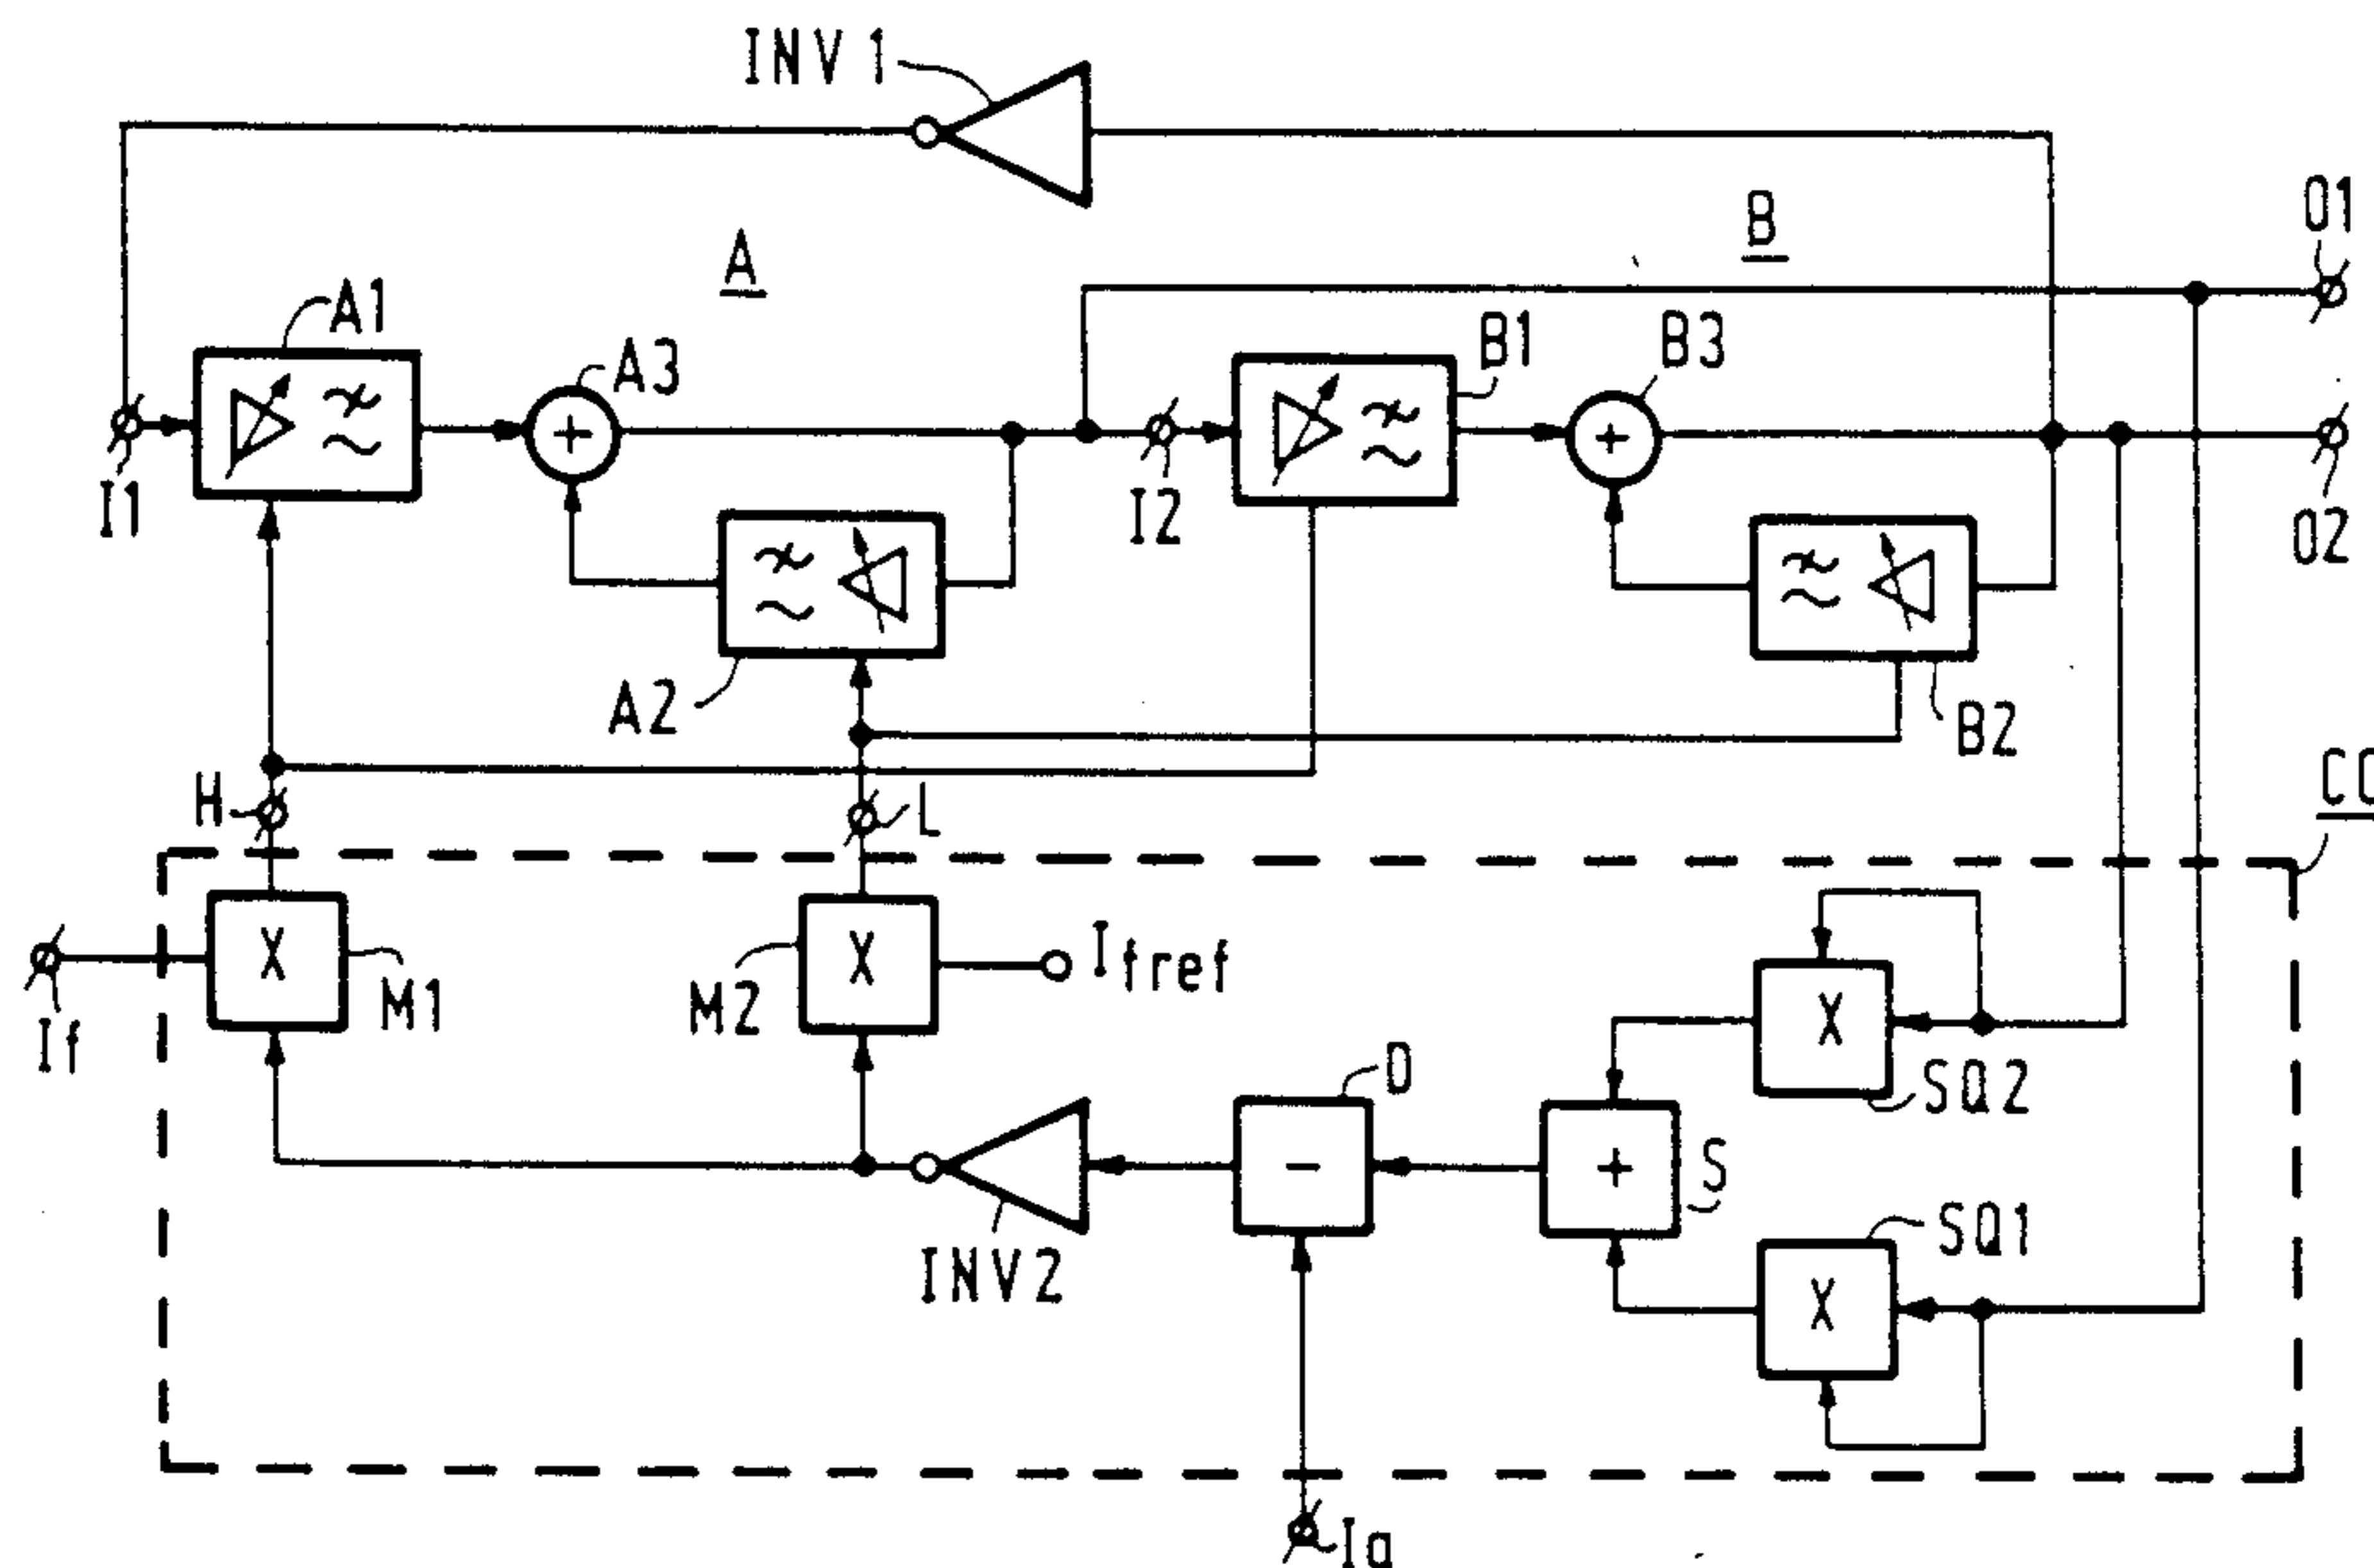 INV 1
A
B
O1
A1
A3
B1
B3
+
+
I1
I2
O2
A2
B2
H
L
CC
X
X
If
M1
M2
Ifref
X
SQ2
D
-
+
S
INV2
SQ1
X
Ia